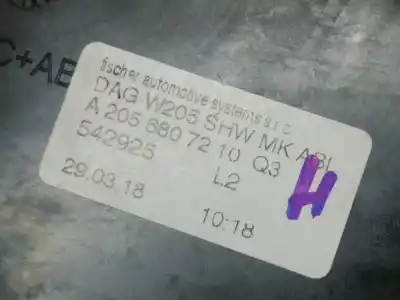 C+AB
fischer automotive systems s.r.o.
DAG W205 SHW MK ABL
A 205 680 72 10 Q3
542925 L2
29.03.18 10:18
H